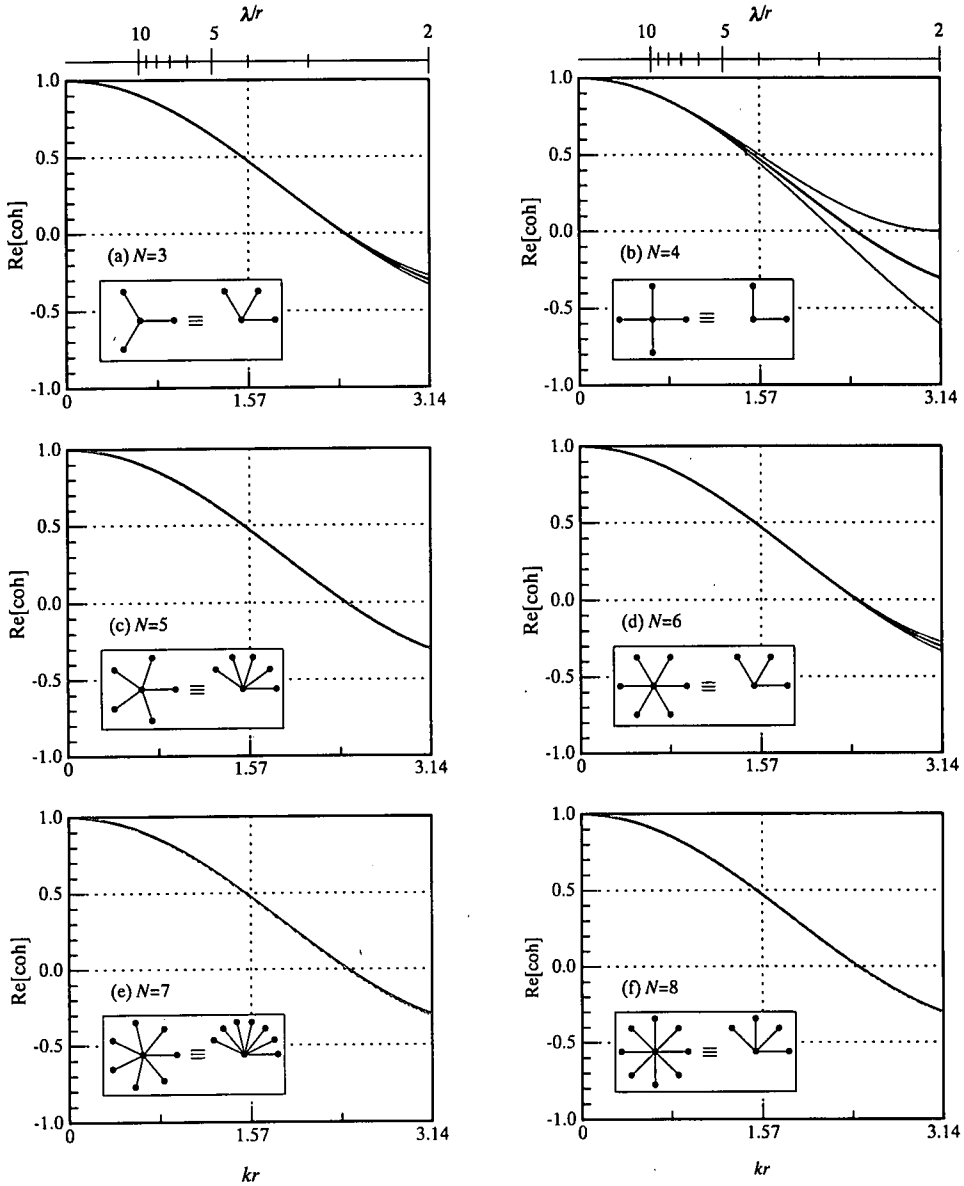 λ/r λ/r
10 5 2 10 5 2
1.0 1.0
0.5 0.5
Re[coh] 0.0 Re[coh] 0.0
(a) N=3 (b) N=4
≡ ≡
-0.5 -0.5
-1.0 -1.0
0 1.57 3.14 0 1.57 3.14
1.0 1.0
0.5 0.5
Re[coh] 0.0 Re[coh] 0.0
(c) N=5 (d) N=6
≡ ≡
-0.5 -0.5
-1.0 -1.0
0 1.57 3.14 0 1.57 3.14
1.0 1.0
0.5 0.5
Re[coh] 0.0 Re[coh] 0.0
(e) N=7 (f) N=8
≡ ≡
-0.5 -0.5
-1.0 -1.0
0 1.57 3.14 0 1.57 3.14
kr kr